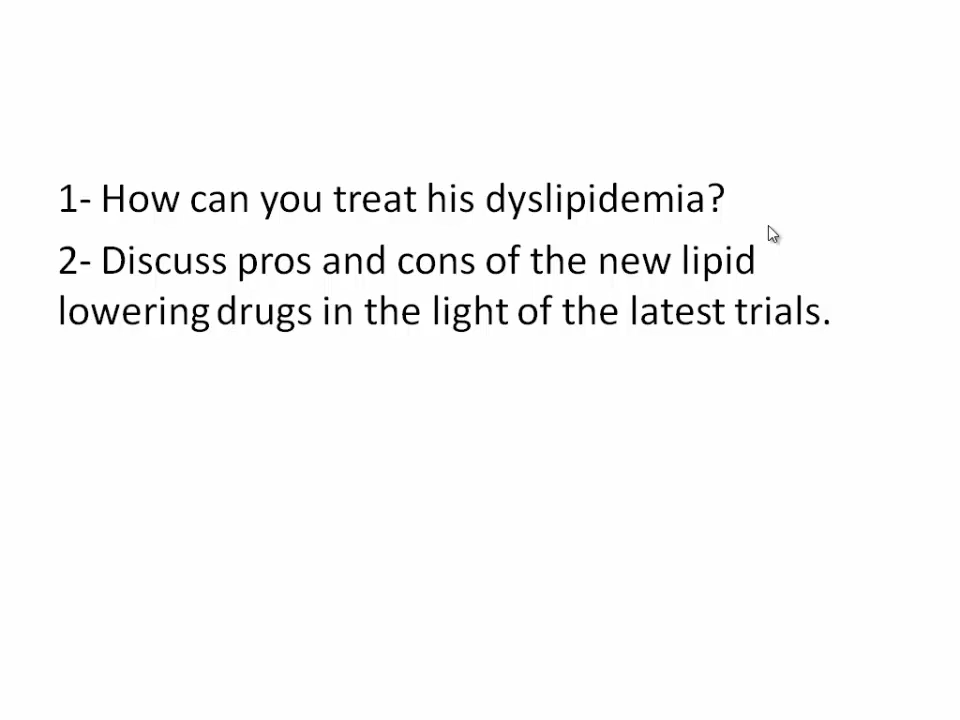 1- How can you treat his dyslipidemia?
2- Discuss pros and cons of the new lipid
lowering drugs in the light of the latest trials.